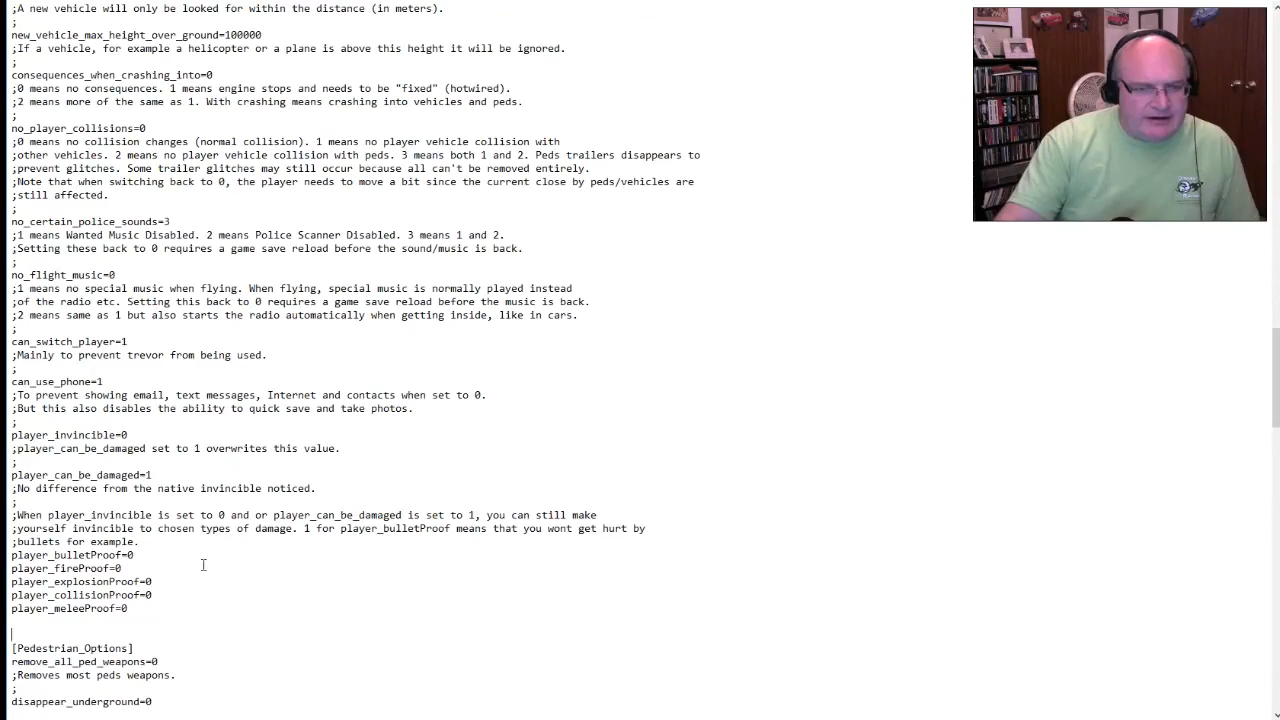 ;A new vehicle will only be looked for within the distance (in meters).
;
new_vehicle_max_height_over_ground=100000
;If a vehicle, for example a helicopter or a plane is above this height it will be ignored.
;
consequences_when_crashing_into=0
;0 means no consequences. 1 means engine stops and needs to be "fixed" (hotwired).
;2 means more of the same as 1. With crashing means crashing into vehicles and peds.
;
no_player_collisions=0
;0 means no collision changes (normal collision). 1 means no player vehicle collision with
;other vehicles. 2 means no player vehicle collision with peds. 3 means both 1 and 2. Peds trailers disappears to
;prevent glitches. Some trailer glitches may still occur because all can't be removed entirely.
;Note that when switching back to 0, the player needs to move a bit since the current close by peds/vehicles are
;still affected.
;
no_certain_police_sounds=3
;1 means Wanted Music Disabled. 2 means Police Scanner Disabled. 3 means 1 and 2.
;Setting these back to 0 requires a game save reload before the sound/music is back.
;
no_flight_music=0
;1 means no special music when flying. When flying, special music is normally played instead
;of the radio etc. Setting this back to 0 requires a game save reload before the music is back.
;2 means same as 1 but also starts the radio automatically when getting inside, like in cars.
;
can_switch_player=1
;Mainly to prevent trevor from being used.
;
can_use_phone=1
;To prevent showing email, text messages, Internet and contacts when set to 0.
;But this also disables the ability to quick save and take photos.
;
player_invincible=0
;player_can_be_damaged set to 1 overwrites this value.
;
player_can_be_damaged=1
;No difference from the native invincible noticed.
;
;When player_invincible is set to 0 and or player_can_be_damaged is set to 1, you can still make
;yourself invincible to chosen types of damage. 1 for player_bulletProof means that you wont get hurt by
;bullets for example.
player_bulletProof=0
player_fireProof=0
player_explosionProof=0
player_collisionProof=0
player_meleeProof=0
[Pedestrian_Options]
remove_all_ped_weapons=0
;Removes most peds weapons.
;
disappear_underground=0